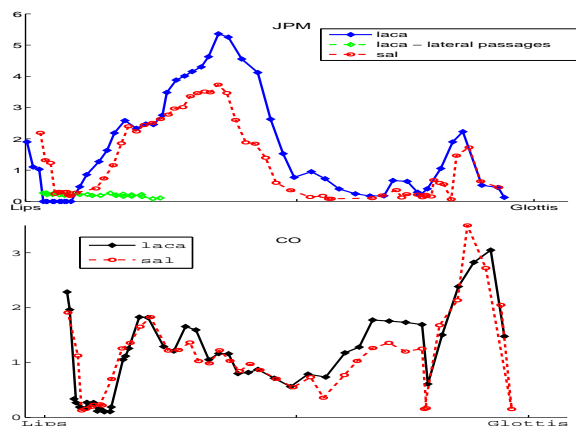 6
JPM
laca
laca – lateral passages
sal
5
4
3
2
1
0
Lips
Glottis
CO
laca
sal
3
2
1
0
Lips
Glottis